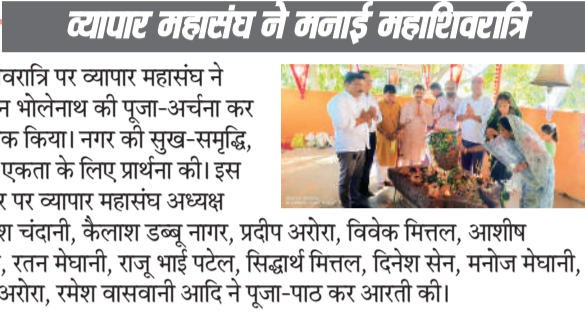 व्यापार महासंघ ने मनाई महाशिवरात्रि
वरात्रि पर व्यापार महासंघ ने
न भोलेनाथ की पूजा-अर्चना कर
क किया। नगर की सुख-समृद्धि,
एकता के लिए प्रार्थना की। इस
र पर व्यापार महासंघ अध्यक्ष
श चंदानी, कैलाश डब्बू नागर, प्रदीप अरोरा, विवेक मित्तल, आशीष
, रतन मेघानी, राजू भाई पटेल, सिद्धार्थ मित्तल, दिनेश सेन, मनोज मेघानी,
अरोरा, रमेश वासवानी आदि ने पूजा-पाठ कर आरती की।